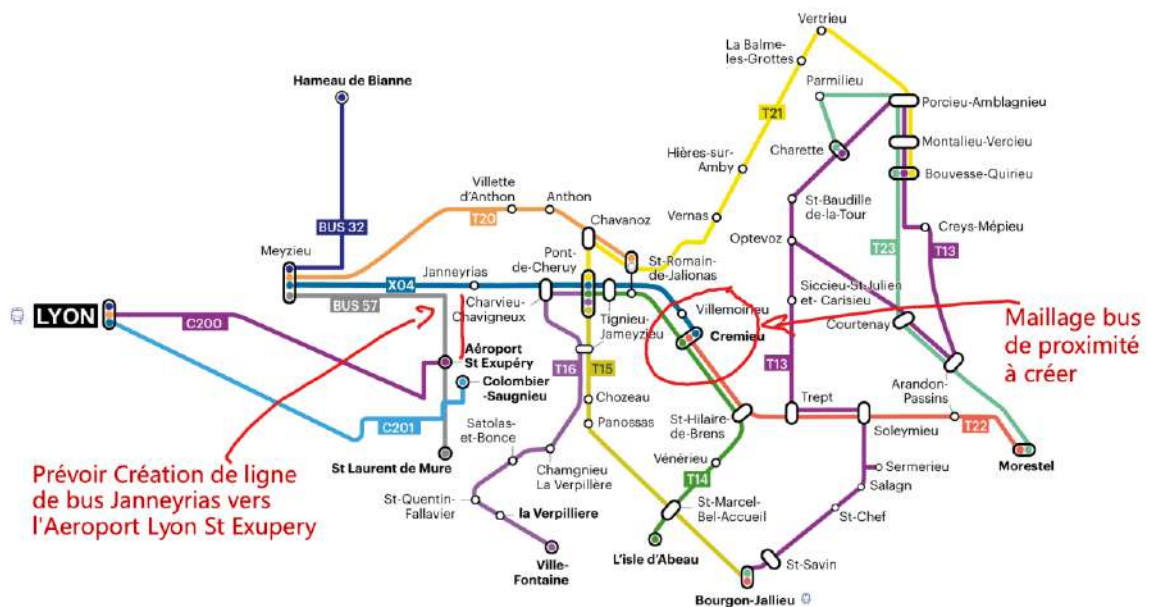 Vertrieu
La Balme-
les-Grottes
Parmilieu
Hameau de Bianne
Porcieu-Amblagnieu
T21
Montalieu-Vercieu
Charette
Hières-sur-
Amby
Bouvesse-Quirieu
Villette
d'Anthon
Anthon
St-Baudille
de-la-Tour
BUS 32
T20
Chavanoz
Vernas
Creys-Mépieu
Meyzieu
Pont-
de-Cheruy
Optevoz
T23
T13
St-Romain-
de-Jalionas
Janneyrias
X04
Siccieu-St-Julien
et- Carisieu
BUS 57
Charvieu-
Chavigneux
Villemoirieu
LYON
C200
Tignieu-
Jameyzieu
Cremieu
Courtenay
Maillage bus
de proximité
à créer
Aéroport
St Exupéry
T16
T15
T13
Colombier
-Saugnieu
Arandon-
Passins
Chozeau
Trept
C201
Satolas-
et-Bonce
Panossas
St-Hilaire-
de-Brens
Soleymieu
T22
Morestel
Prévoir Création de ligne
de bus Janneyrias vers
l'Aeroport Lyon St Exupery
St Laurent de Mure
Vénérieu
Sermerieu
Chamgnieu
La Verpillère
T14
Salagn
St-Quentin-
Fallavier
la Verpilliere
St-Marcel-
Bel-Accueil
St-Chef
Ville-
Fontaine
L'isle d'Abeau
St-Savin
Bourgon-Jallieu